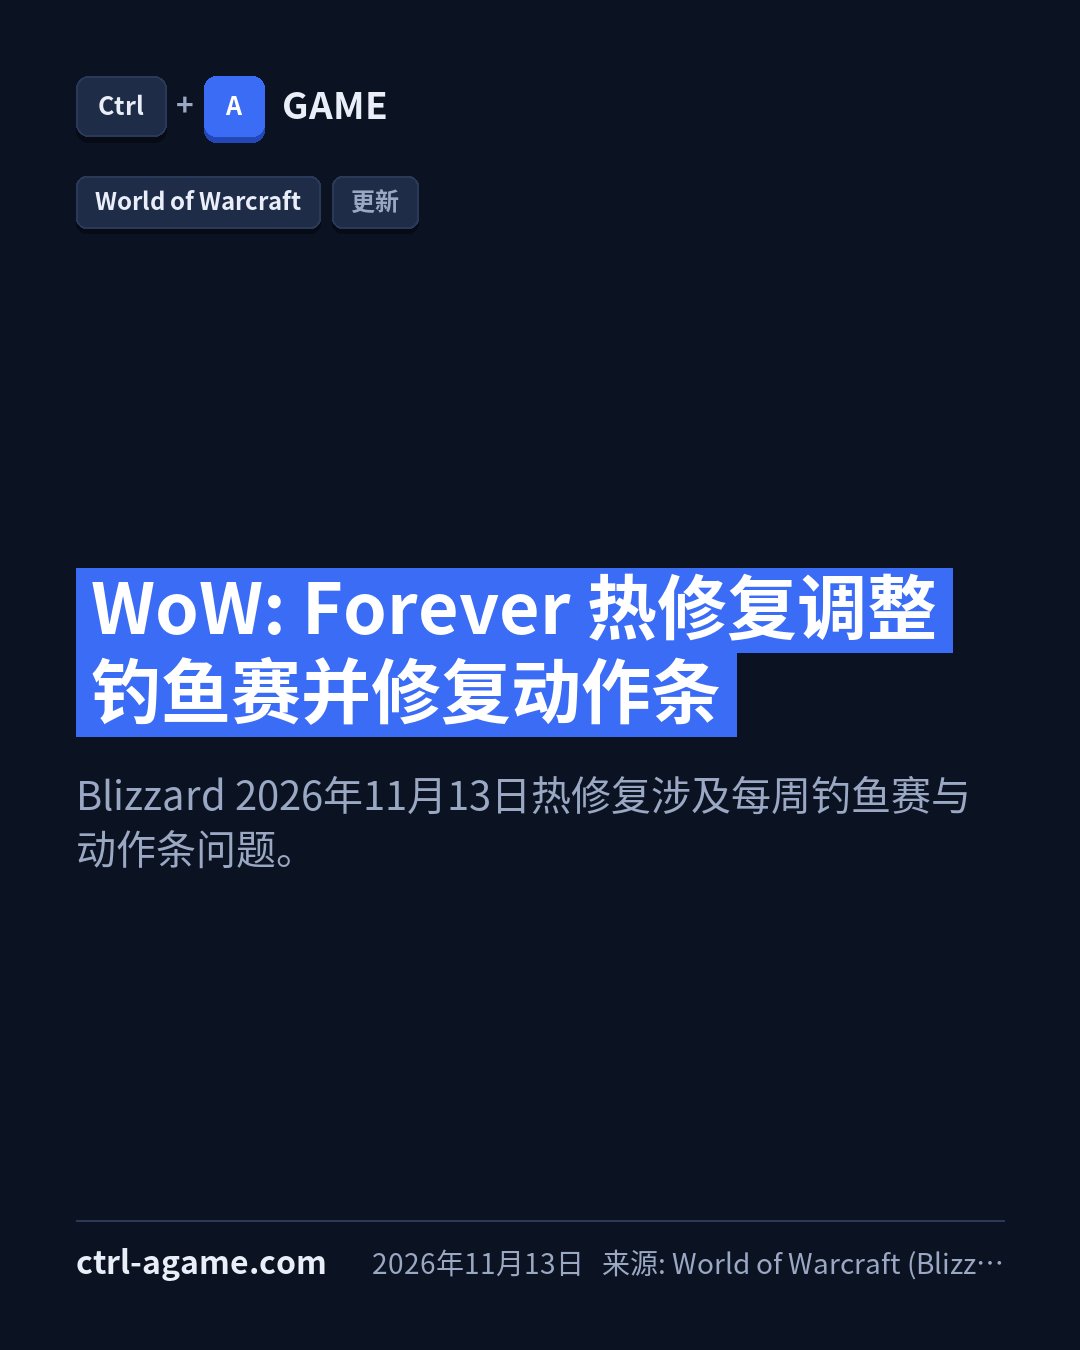 Ctrl + A GAME
World of Warcraft 更新
WoW: Forever 热修复调整
钓鱼赛并修复动作条
Blizzard 2026年11月13日热修复涉及每周钓鱼赛与
动作条问题。
ctrl-agame.com 2026年11月13日 来源: World of Warcraft (Blizz…